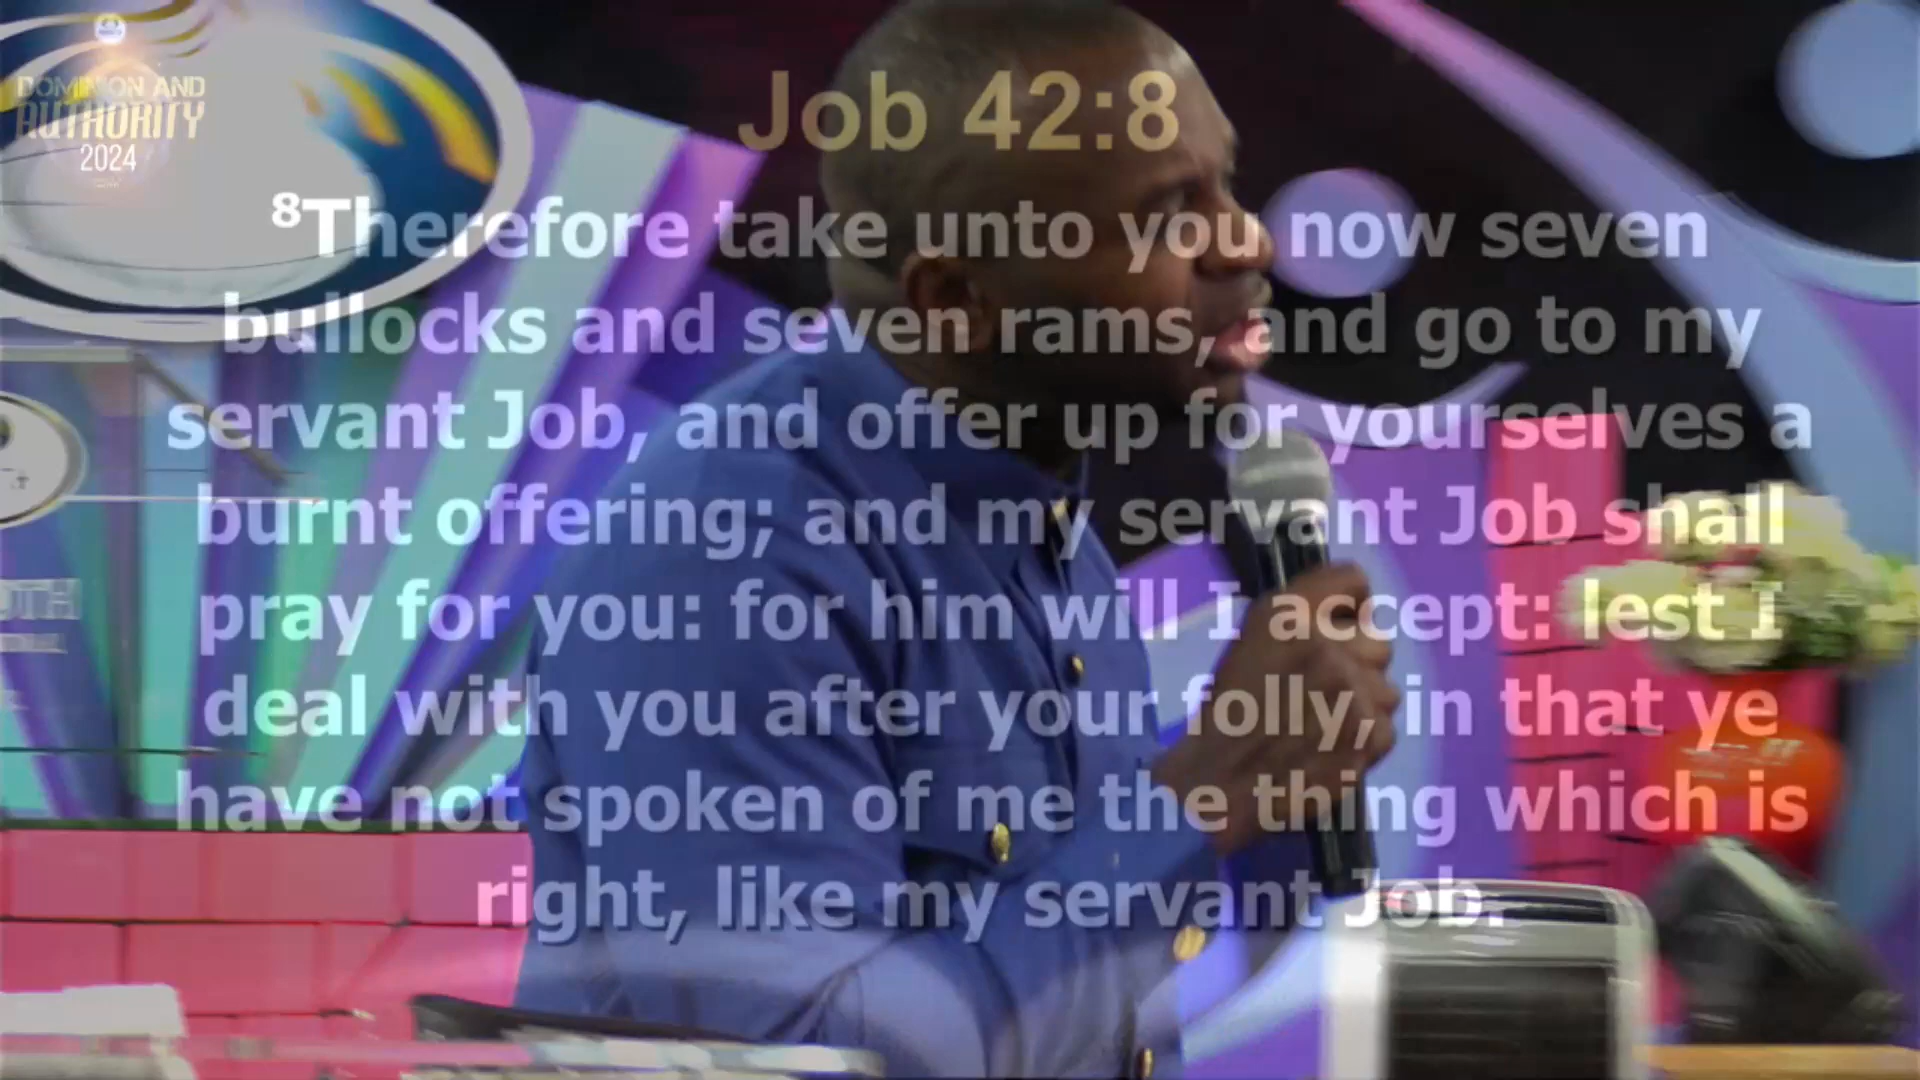 DOMINION AND
AUTHORITY
2024
Job 42:8
⁸Therefore take unto you now seven
bullocks and seven rams, and go to my
servant Job, and offer up for yourselves a
burnt offering; and my servant Job shall
pray for you: for him will I accept: lest I
deal with you after your folly, in that ye
have not spoken of me the thing which is
right, like my servant Job.